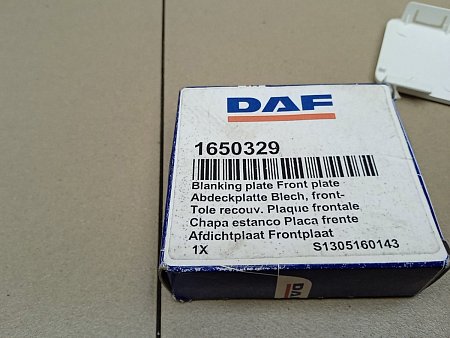 DAF
1650329
Blanking plate Front plate
Abdeckplatte Blech, front-
Tole recouv. Plaque frontale
Chapa estanco Placa frente
Afdichtplaat Frontplaat
1X S1305160143
DAF